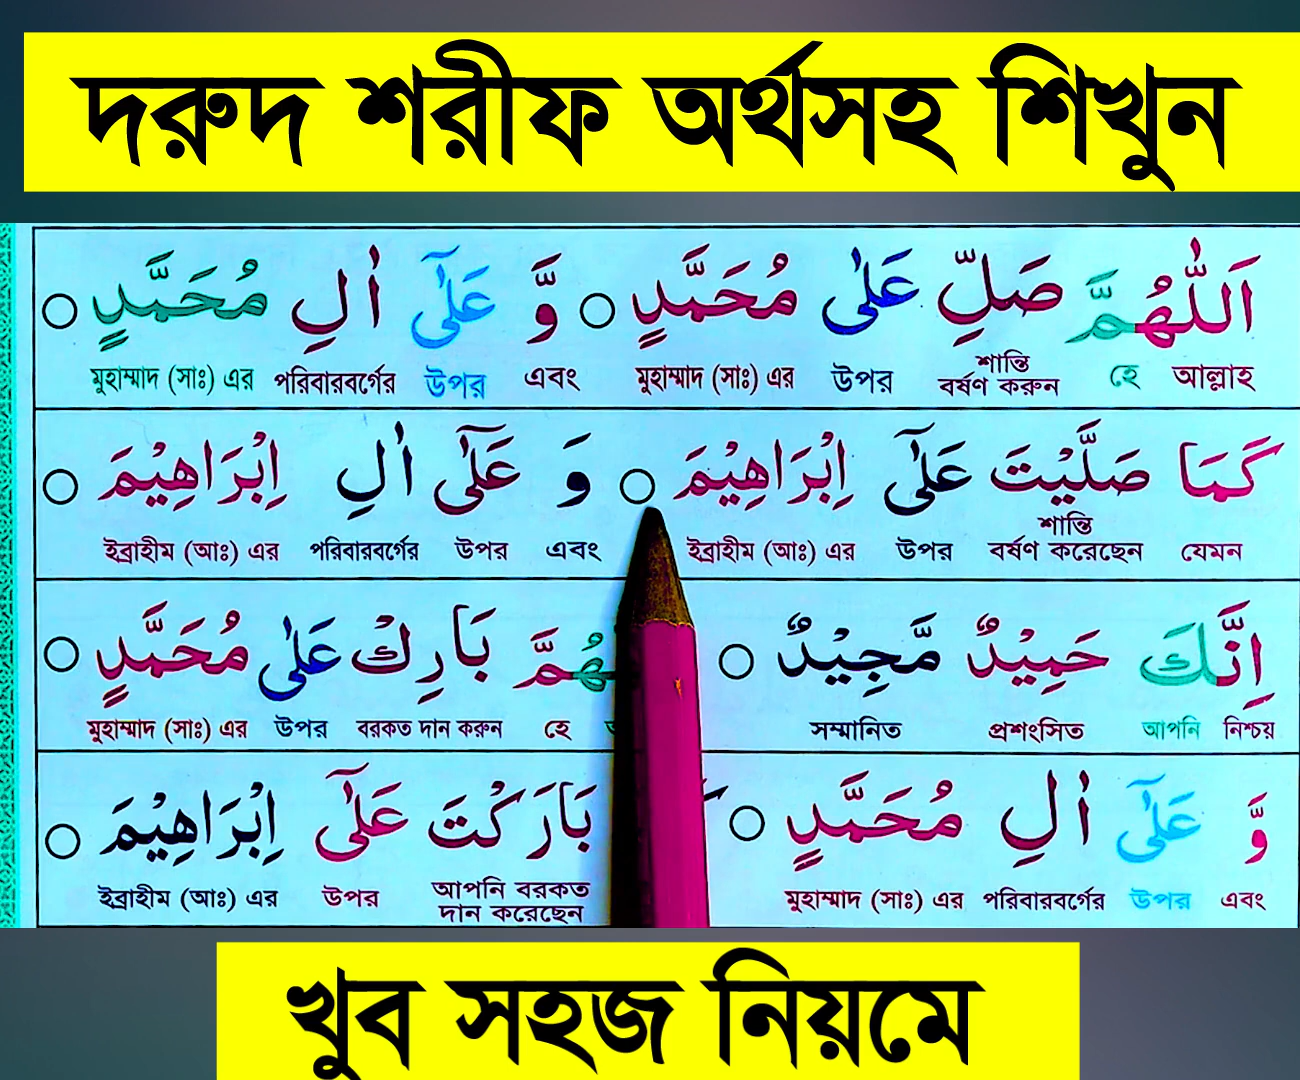 দরুদ শরীফ অর্থসহ শিখুন
اَللّٰهُمَّ صَلِّ عَلٰى مُحَمَّدٍ ○ وَّ عَلٰٓى اٰلِ مُحَمَّدٍ ○
আল্লাহ হে শান্তি বর্ষণ করুন উপর মুহাম্মাদ (সাঃ) এর এবং উপর পরিবারবর্গের মুহাম্মাদ (সাঃ) এর
كَمَا صَلَّيْتَ عَلٰٓى اِبْرَاهِيْمَ ○ وَ عَلٰٓى اٰلِ اِبْرَاهِيْمَ ○
যেমন শান্তি বর্ষণ করেছেন উপর ইব্রাহীম (আঃ) এর এবং উপর পরিবারবর্গের ইব্রাহীম (আঃ) এর
اِنَّكَ حَمِيْدٌ مَّجِيْدٌ ○ هُمَّ بَارِكْ عَلٰى مُحَمَّدٍ ○
নিশ্চয় আপনি প্রশংসিত সম্মানিত হে বরকত দান করুন উপর মুহাম্মাদ (সাঃ) এর
وَّ عَلٰٓى اٰلِ مُحَمَّدٍ ○ بَارَكْتَ عَلٰٓى اِبْرَاهِيْمَ ○
এবং উপর পরিবারবর্গের মুহাম্মাদ (সাঃ) এর আপনি বরকত দান করেছেন উপর ইব্রাহীম (আঃ) এর
খুব সহজ নিয়মে